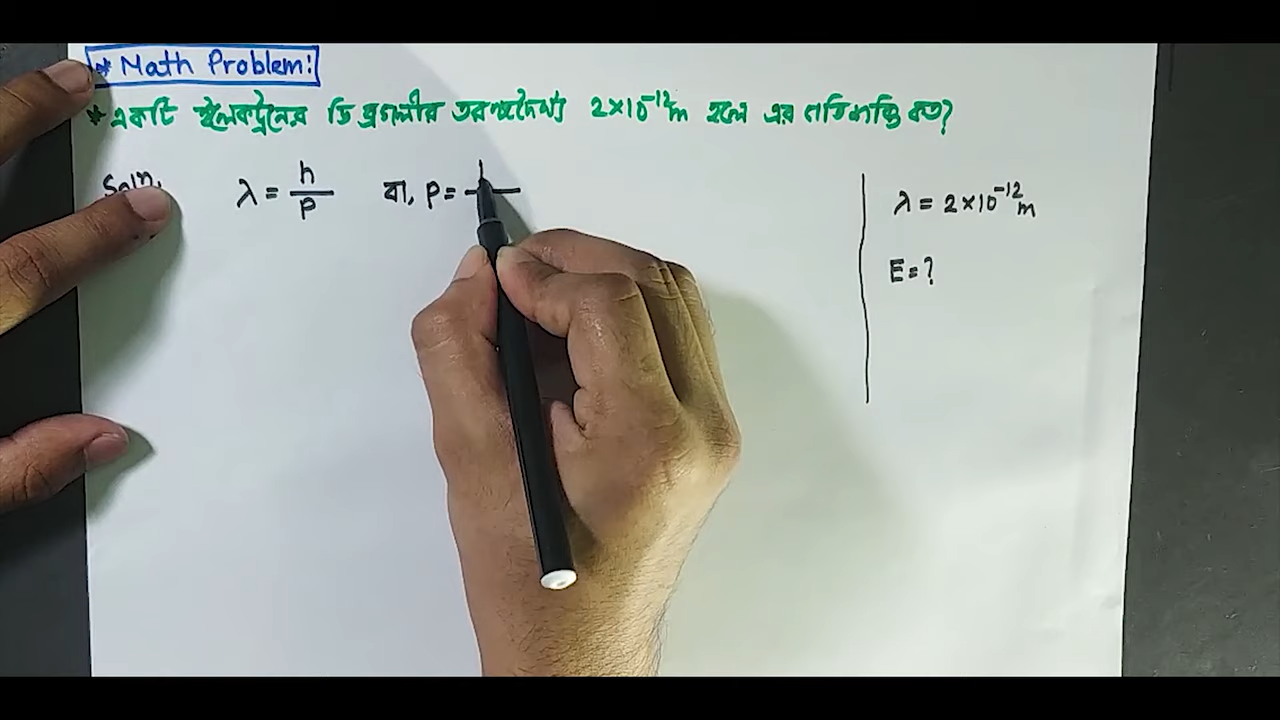 * Math Problem:
* একটি ইলেকট্রনের ডি ব্রগলীর তরঙ্গদৈর্ঘ্য 2×10⁻¹²m হলে এর গতিশক্তি কত?
Solⁿ: λ = h/p বা, p =
λ = 2×10⁻¹²m
E = ?